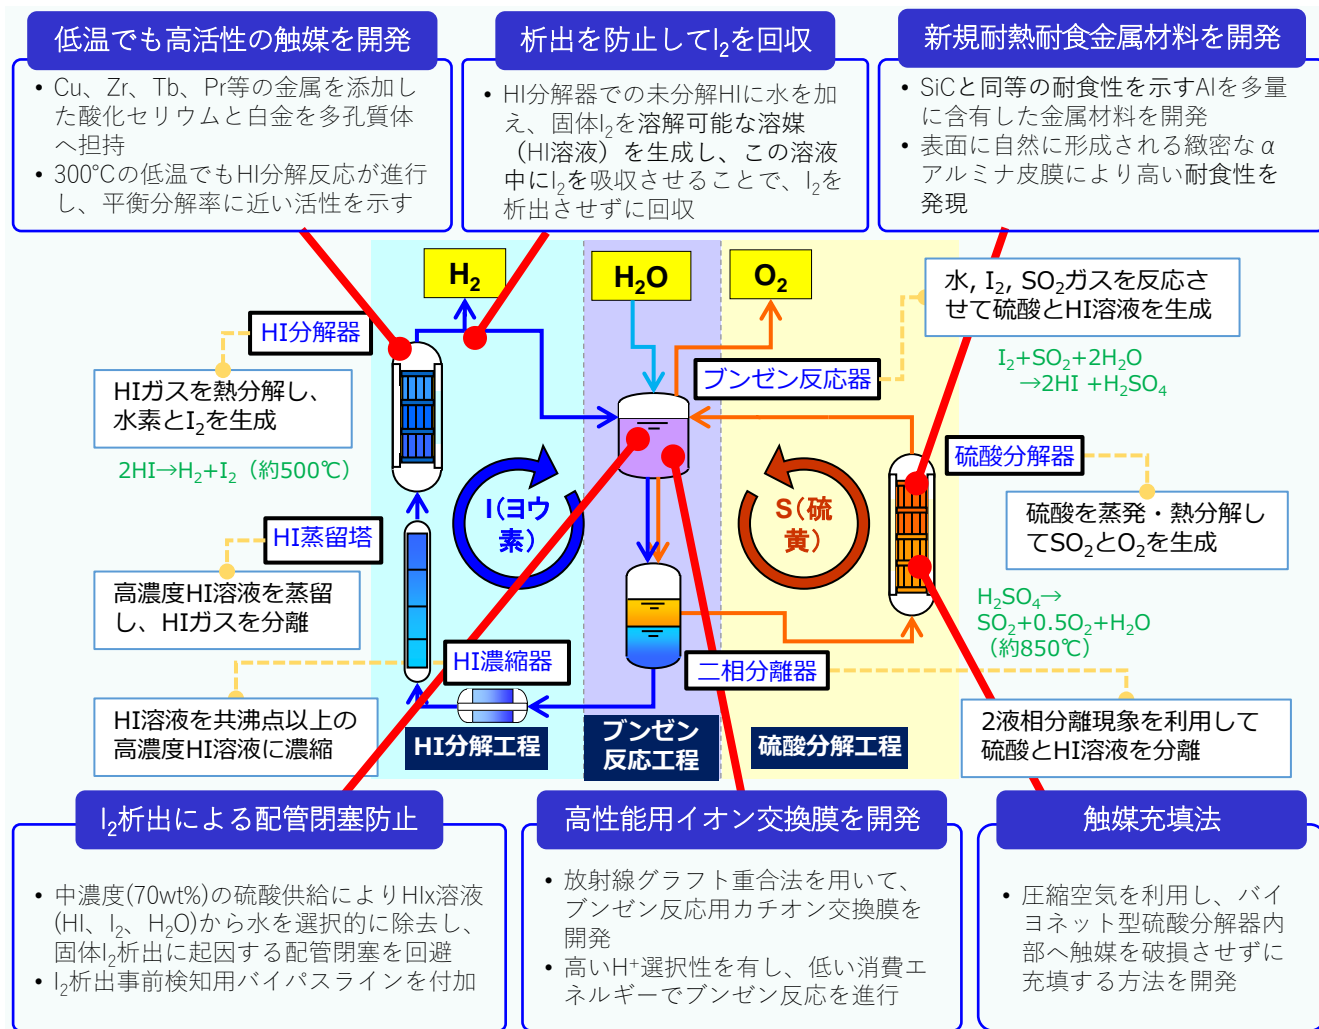 低温でも高活性の触媒を開発
• Cu、Zr、Tb、Pr等の金属を添加し
た酸化セリウムと白金を多孔質体
へ担持
• 300℃の低温でもHI分解反応が進行
し、平衡分解率に近い活性を示す
析出を防止してI₂を回収
• HI分解器での未分解HIに水を加
え、固体I₂を溶解可能な溶媒
（HI溶液）を生成し、この溶液
中にI₂を吸収させることで、I₂を
析出させずに回収
新規耐熱耐食金属材料を開発
• SiCと同等の耐食性を示すAlを多量
に含有した金属材料を開発
• 表面に自然に形成される緻密なα
アルミナ皮膜により高い耐食性を
発現
H₂
H₂O
O₂
水, I₂, SO₂ガスを反応さ
せて硫酸とHI溶液を生成
I₂+SO₂+2H₂O
→2HI +H₂SO₄
HI分解器
HIガスを熱分解し、
水素とI₂を生成
2HI→H₂+I₂（約500℃）
ブンゼン反応器
硫酸分解器
硫酸を蒸発・熱分解し
てSO₂とO₂を生成
H₂SO₄→
SO₂+0.5O₂+H₂O
（約850℃）
I(ヨウ
素)
S(硫
黄)
HI蒸留塔
高濃度HI溶液を蒸留
し、HIガスを分離
HI濃縮器
HI溶液を共沸点以上の
高濃度HI溶液に濃縮
二相分離器
2液相分離現象を利用して
硫酸とHI溶液を分離
HI分解工程
ブンゼン
反応工程
硫酸分解工程
I₂析出による配管閉塞防止
• 中濃度(70wt%)の硫酸供給によりHIx溶液
(HI、I₂、H₂O)から水を選択的に除去し、
固体I₂析出に起因する配管閉塞を回避
• I₂析出事前検知用バイパスラインを付加
高性能用イオン交換膜を開発
• 放射線グラフト重合法を用いて、
ブンゼン反応用カチオン交換膜を
開発
• 高いH⁺選択性を有し、低い消費エ
ネルギーでブンゼン反応を進行
触媒充填法
• 圧縮空気を利用し、バイ
ヨネット型硫酸分解器内
部へ触媒を破損させずに
充填する方法を開発